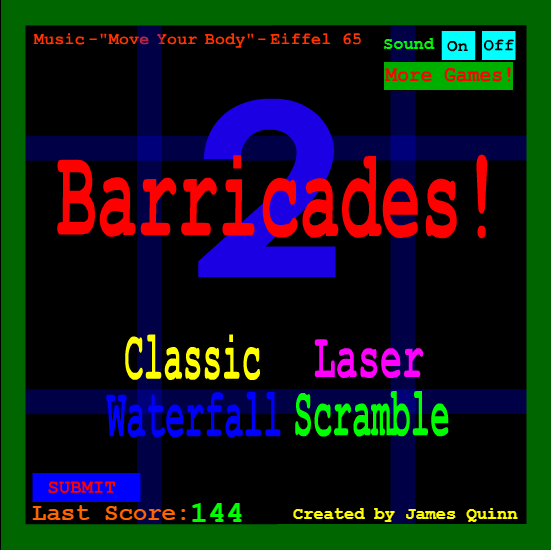 Music-"Move Your Body"-Eiffel 65
Sound On Off
More Games!
2
Barricades!
Classic Laser
Waterfall Scramble
SUBMIT
Last Score:144
Created by James Quinn